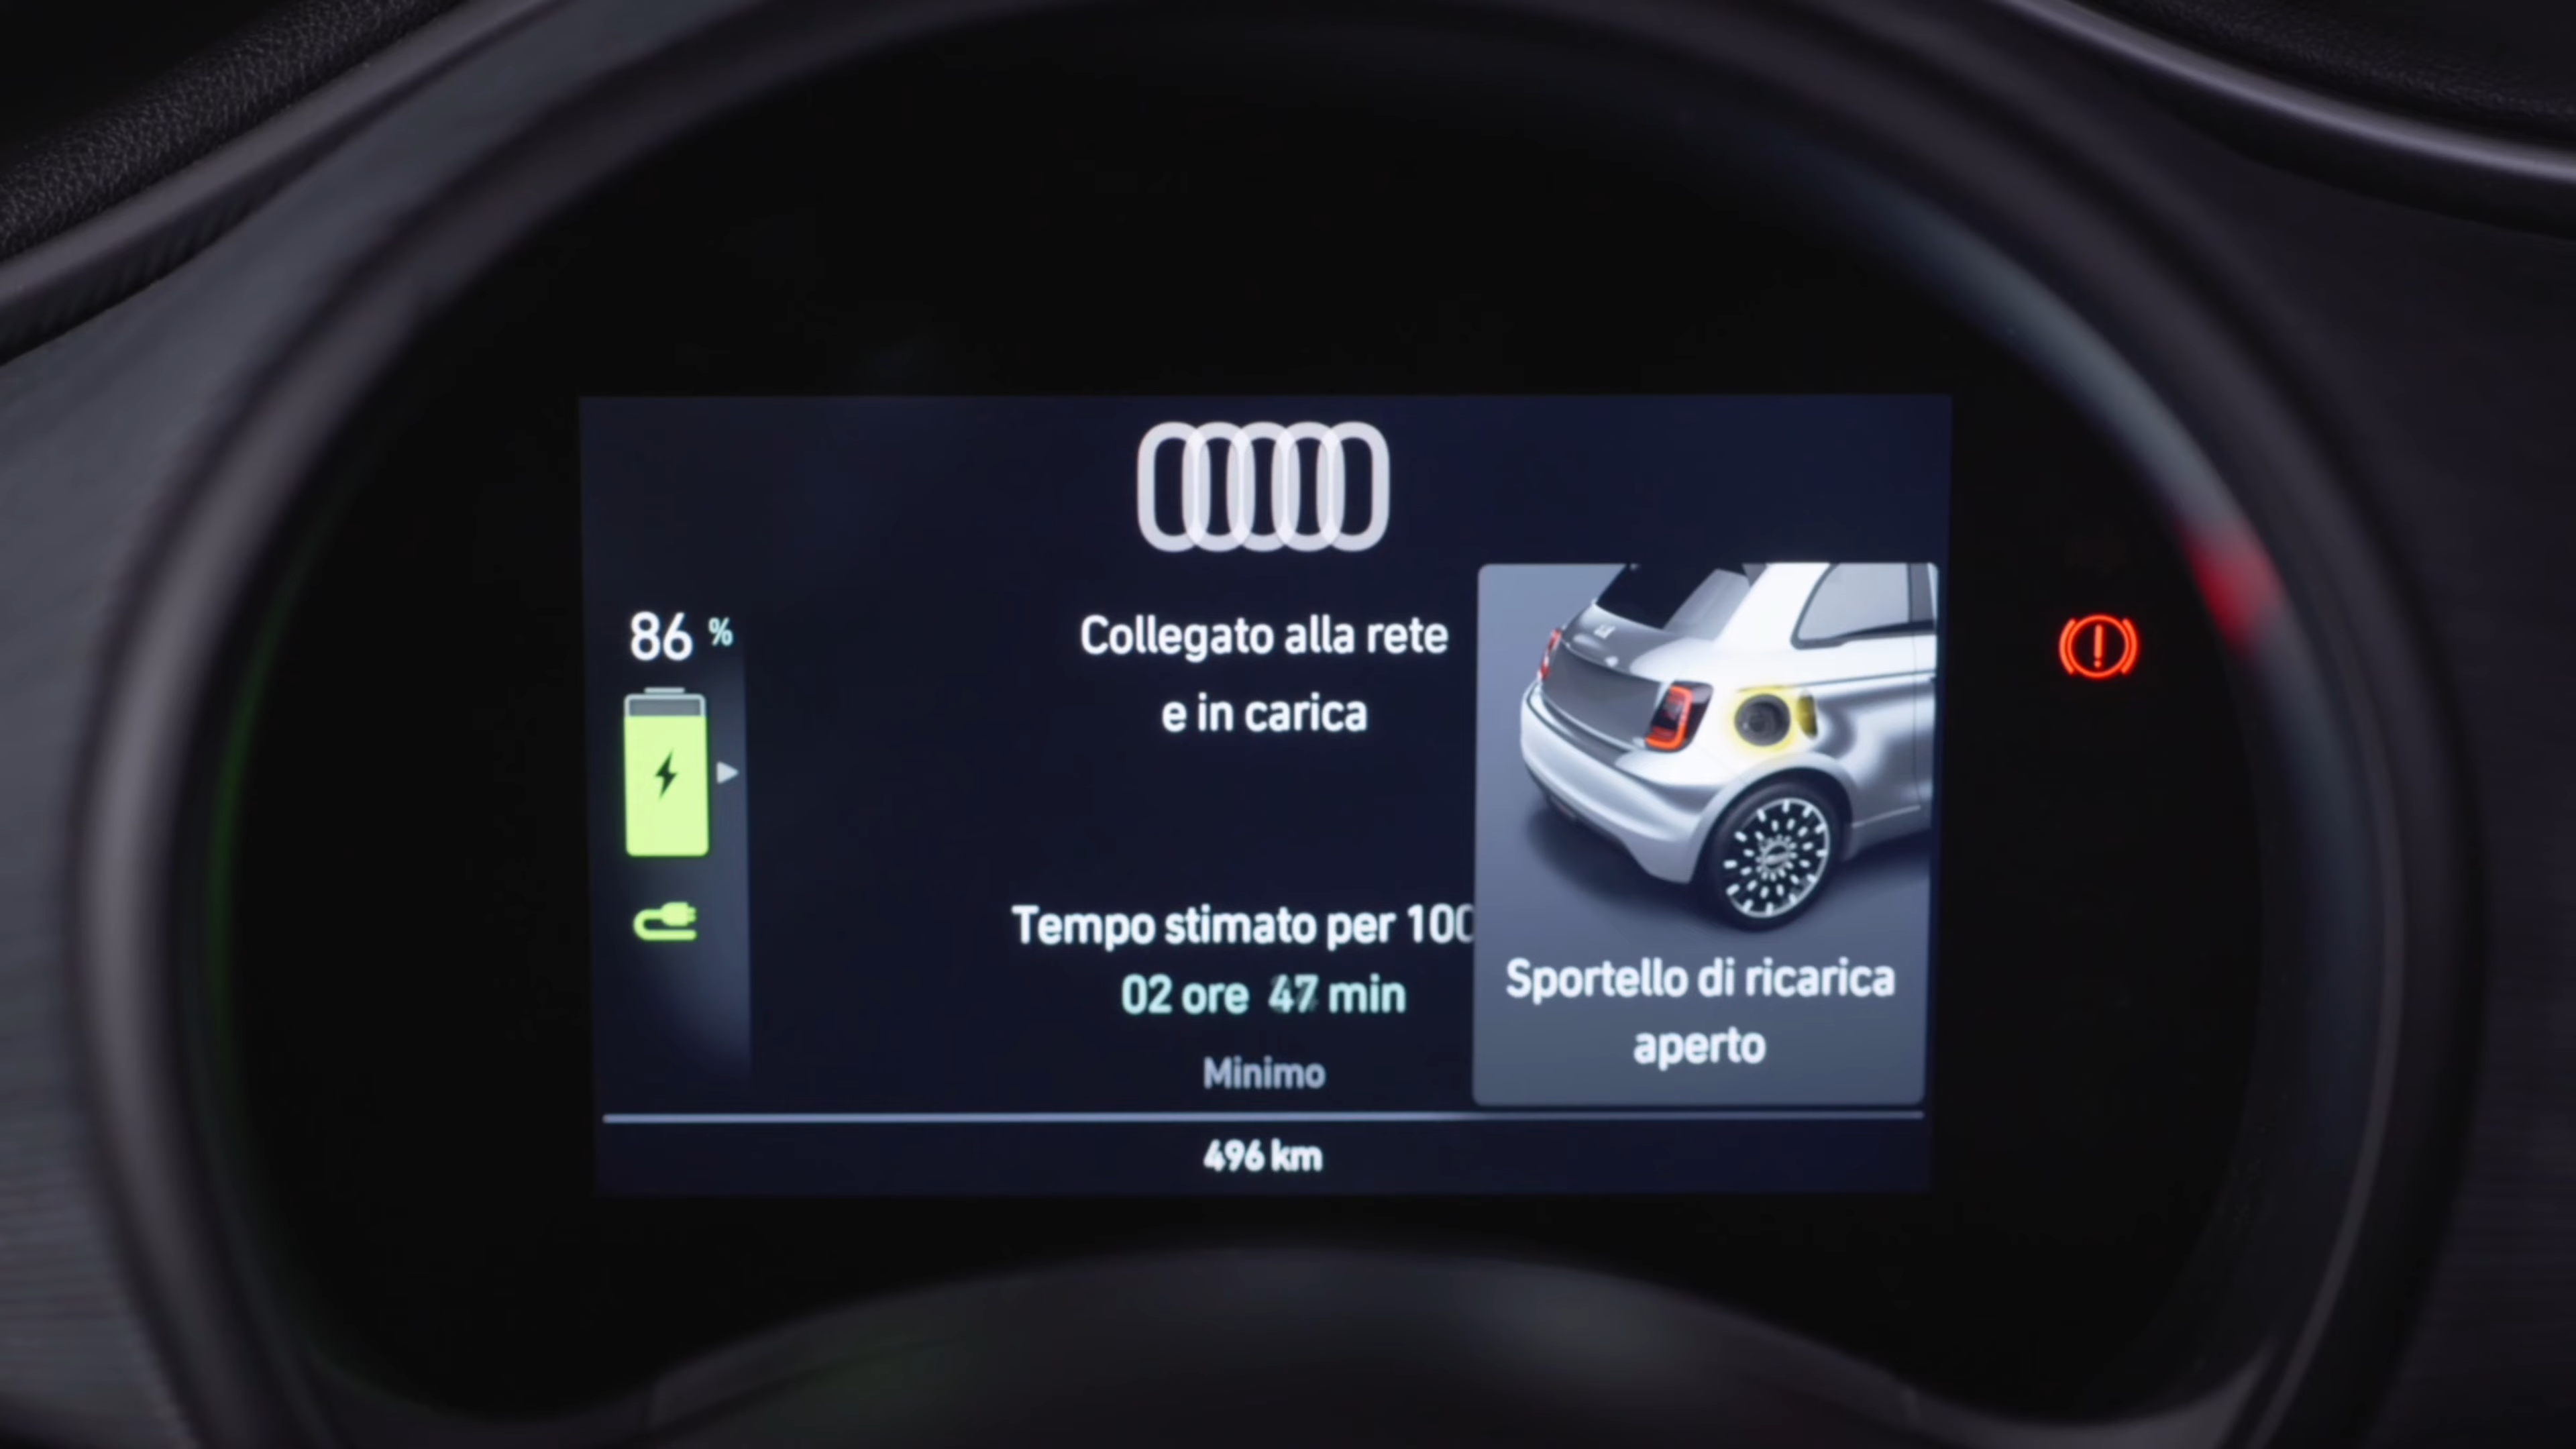 86 %
Collegato alla rete
e in carica
Tempo stimato per 100
02 ore 47 min
Minimo
Sportello di ricarica
aperto
496 km